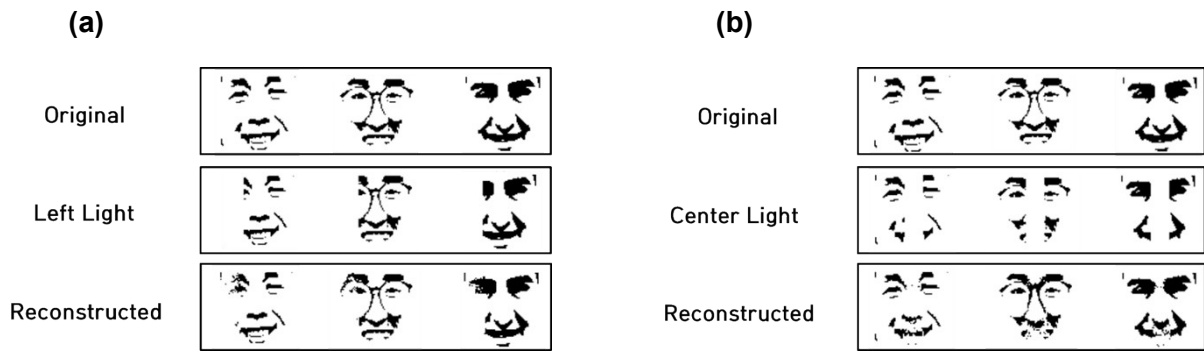 (a)
Original
Left Light
Reconstructed
(b)
Original
Center Light
Reconstructed